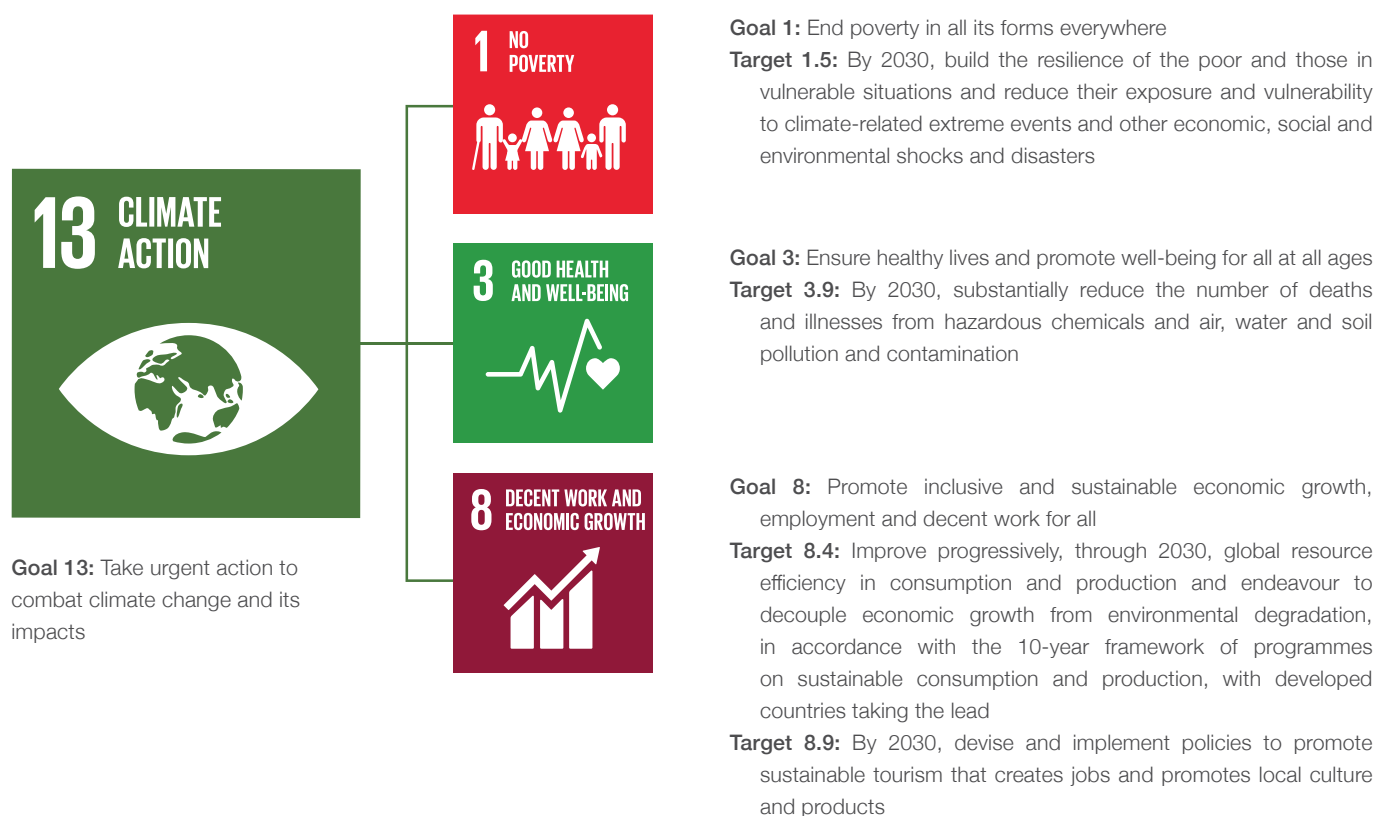 13 CLIMATE
ACTION
Goal 13: Take urgent action to
combat climate change and its
impacts
1 NO
POVERTY
3 GOOD HEALTH
AND WELL-BEING
8 DECENT WORK AND
ECONOMIC GROWTH
Goal 1: End poverty in all its forms everywhere
Target 1.5: By 2030, build the resilience of the poor and those in
vulnerable situations and reduce their exposure and vulnerability
to climate-related extreme events and other economic, social and
environmental shocks and disasters
Goal 3: Ensure healthy lives and promote well-being for all at all ages
Target 3.9: By 2030, substantially reduce the number of deaths
and illnesses from hazardous chemicals and air, water and soil
pollution and contamination
Goal 8: Promote inclusive and sustainable economic growth,
employment and decent work for all
Target 8.4: Improve progressively, through 2030, global resource
efficiency in consumption and production and endeavour to
decouple economic growth from environmental degradation,
in accordance with the 10-year framework of programmes
on sustainable consumption and production, with developed
countries taking the lead
Target 8.9: By 2030, devise and implement policies to promote
sustainable tourism that creates jobs and promotes local culture
and products